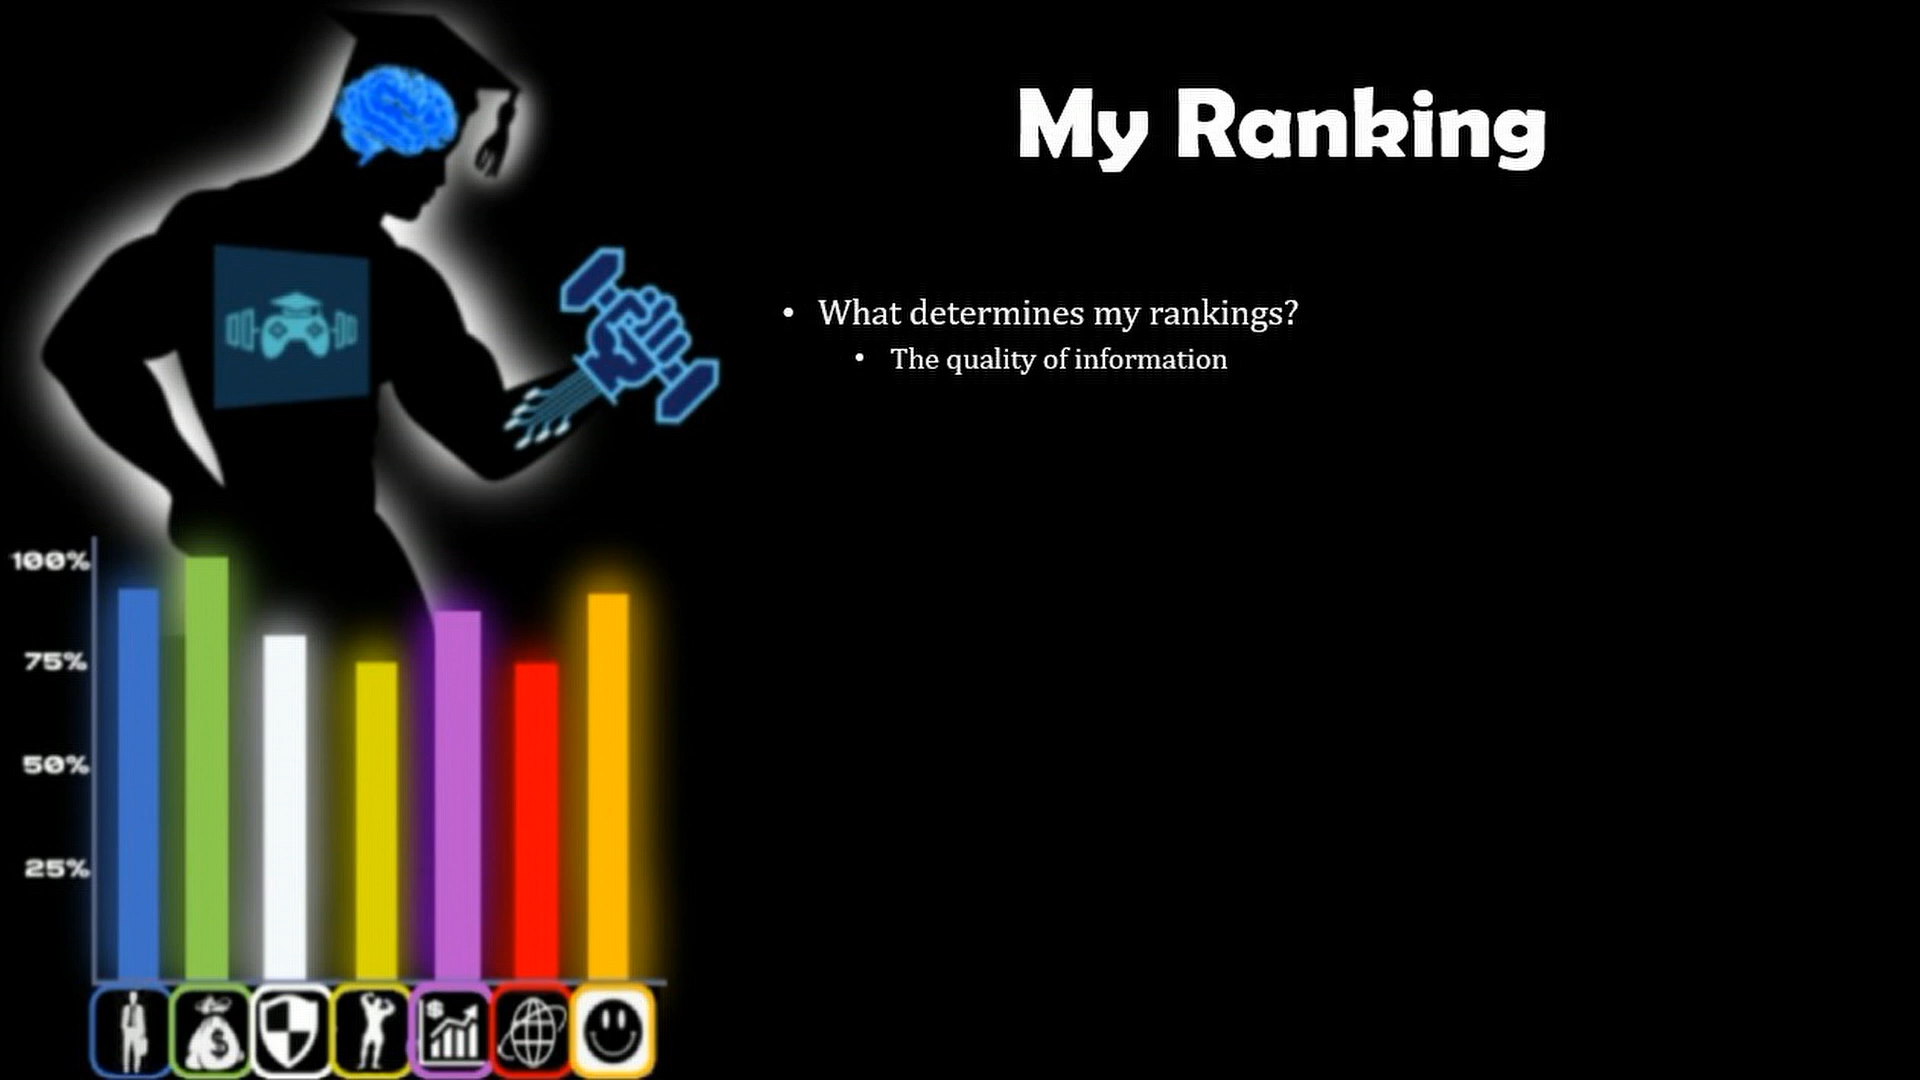 My Ranking
• What determines my rankings?
• The quality of information
100%
75%
50%
25%
$
$